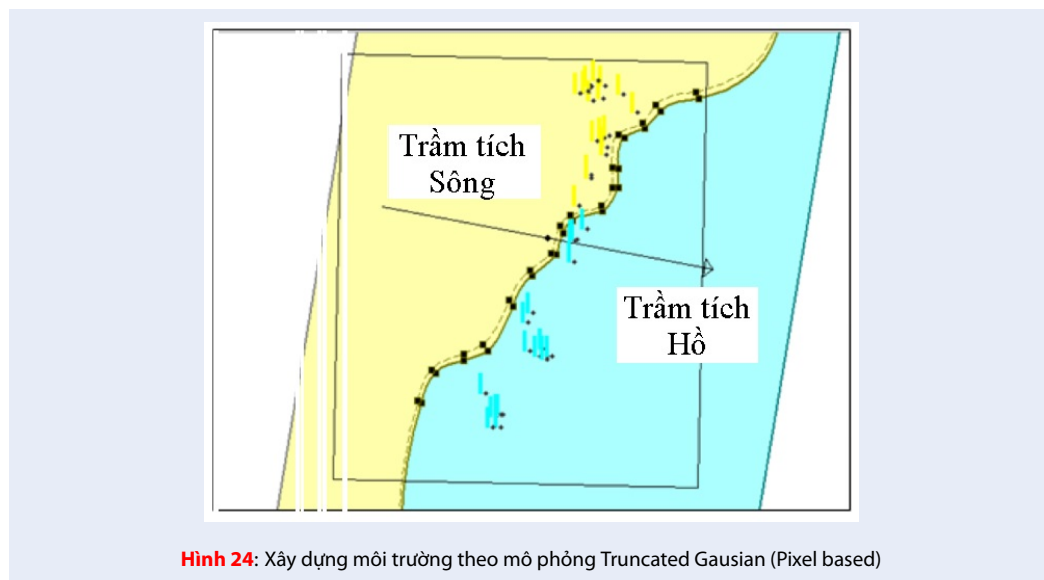 Trầm tích
Sông
Trầm tích
Hồ
Hình 24: Xây dựng môi trường theo mô phỏng Truncated Gausian (Pixel based)